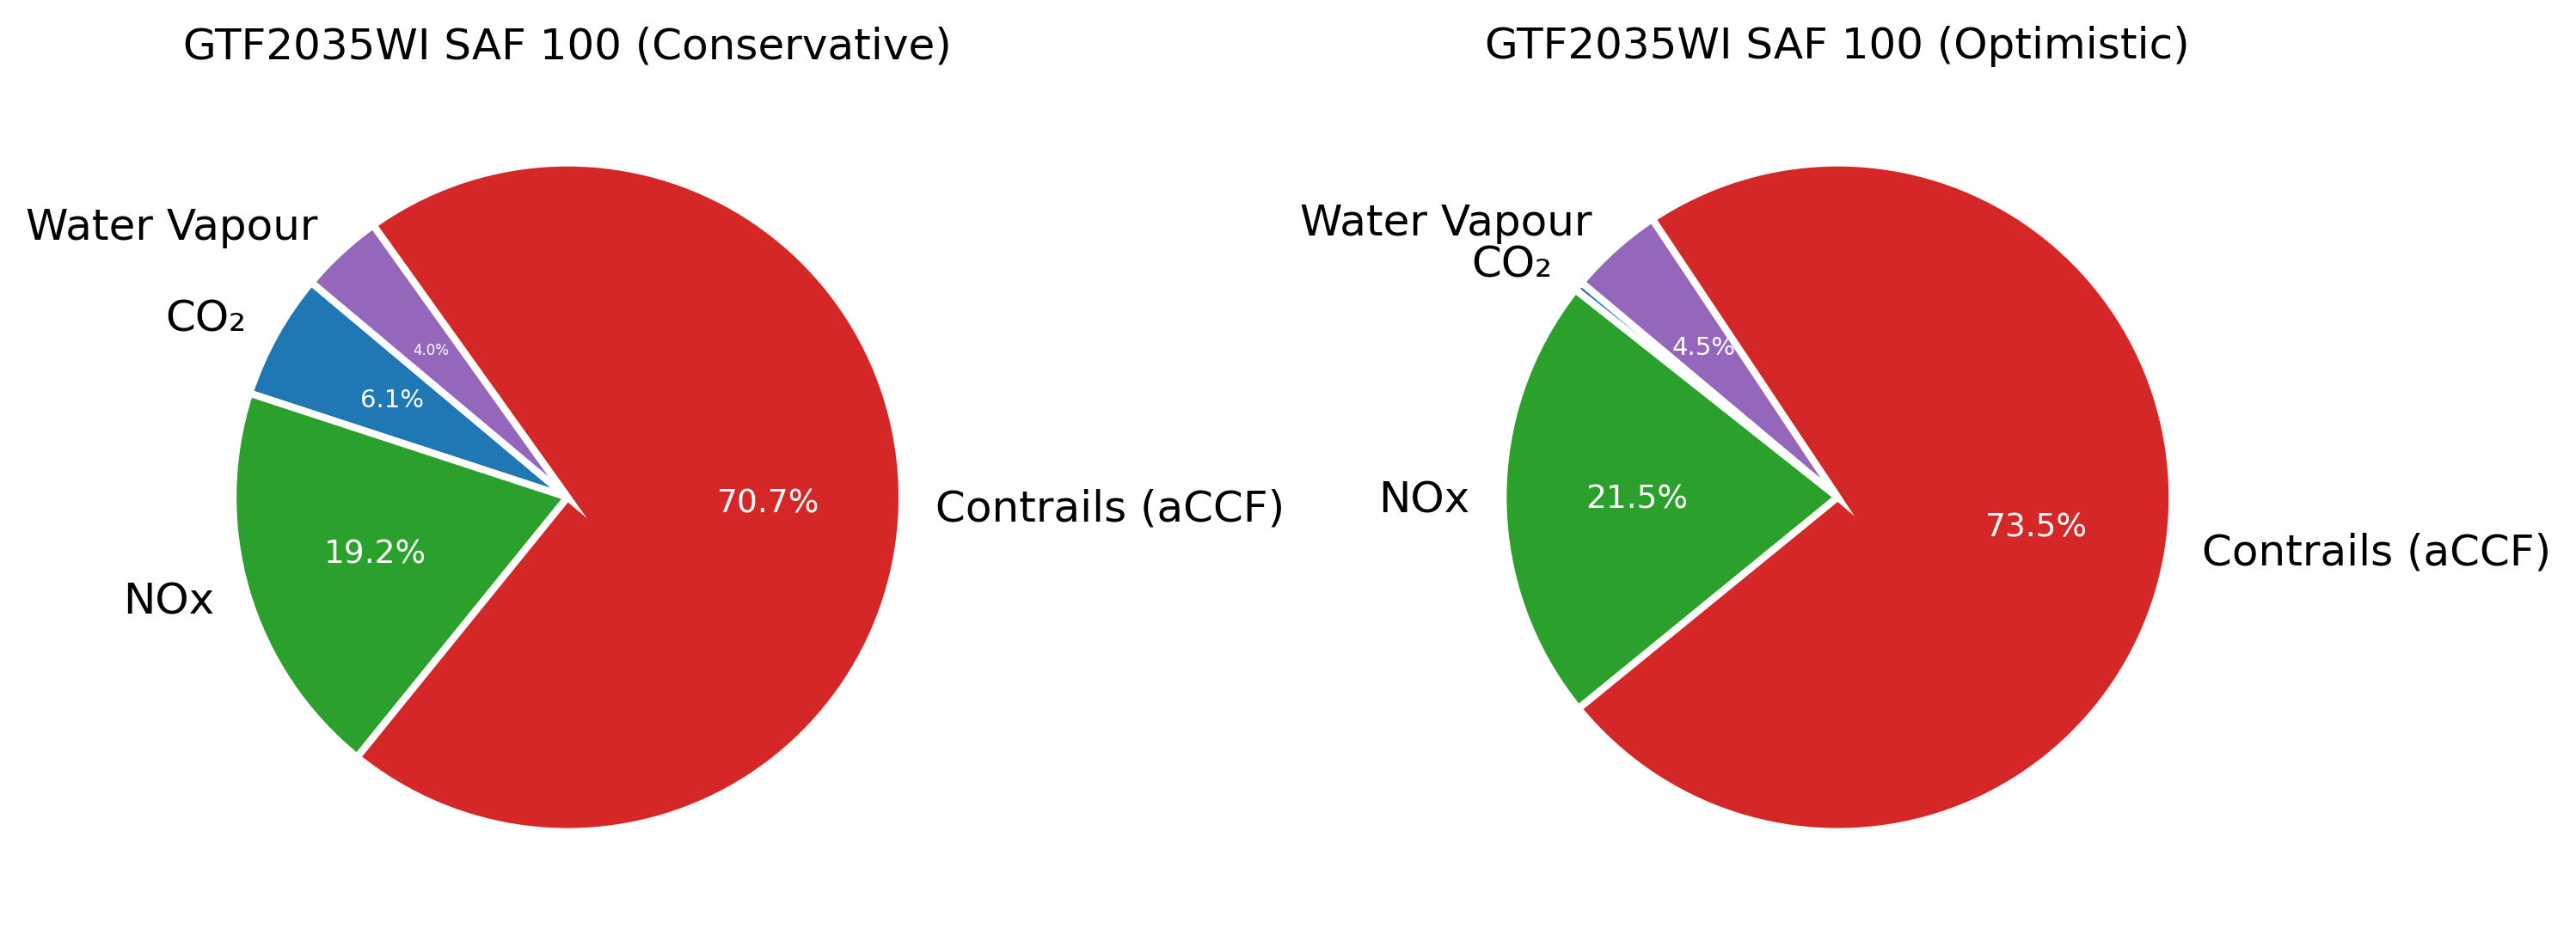 GTF2035WI SAF 100 (Conservative)
Water Vapour
CO₂
NOx
Contrails (aCCF)
4.0%
6.1%
19.2%
70.7%
GTF2035WI SAF 100 (Optimistic)
Water Vapour
CO₂
NOx
Contrails (aCCF)
4.5%
21.5%
73.5%